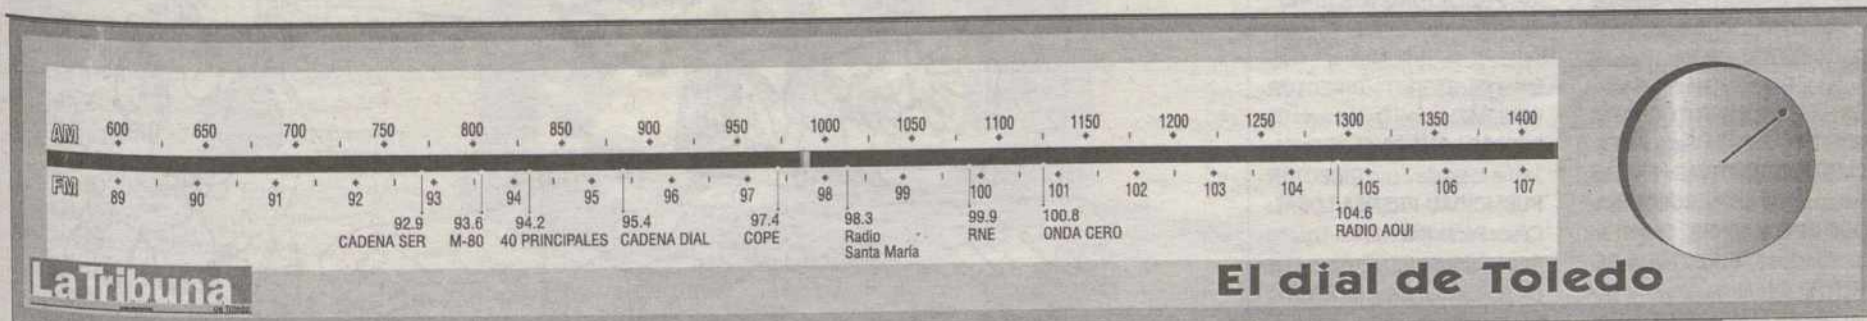 AM 600 650 700 750 800 850 900 950 1000 1050 1100 1150 1200 1250 1300 1350 1400
FM 89 90 91 92 93 94 95 96 97 98 99 100 101 102 103 104 105 106 107
92.9 93.6 94.2 95.4 97.4 98.3 99.9 100.8 104.6
CADENA SER M-80 40 PRINCIPALES CADENA DIAL COPE Radio RNE ONDA CERO RADIO AQUI
Santa María
LaTribuna
DE TOLEDO
El dial de Toledo